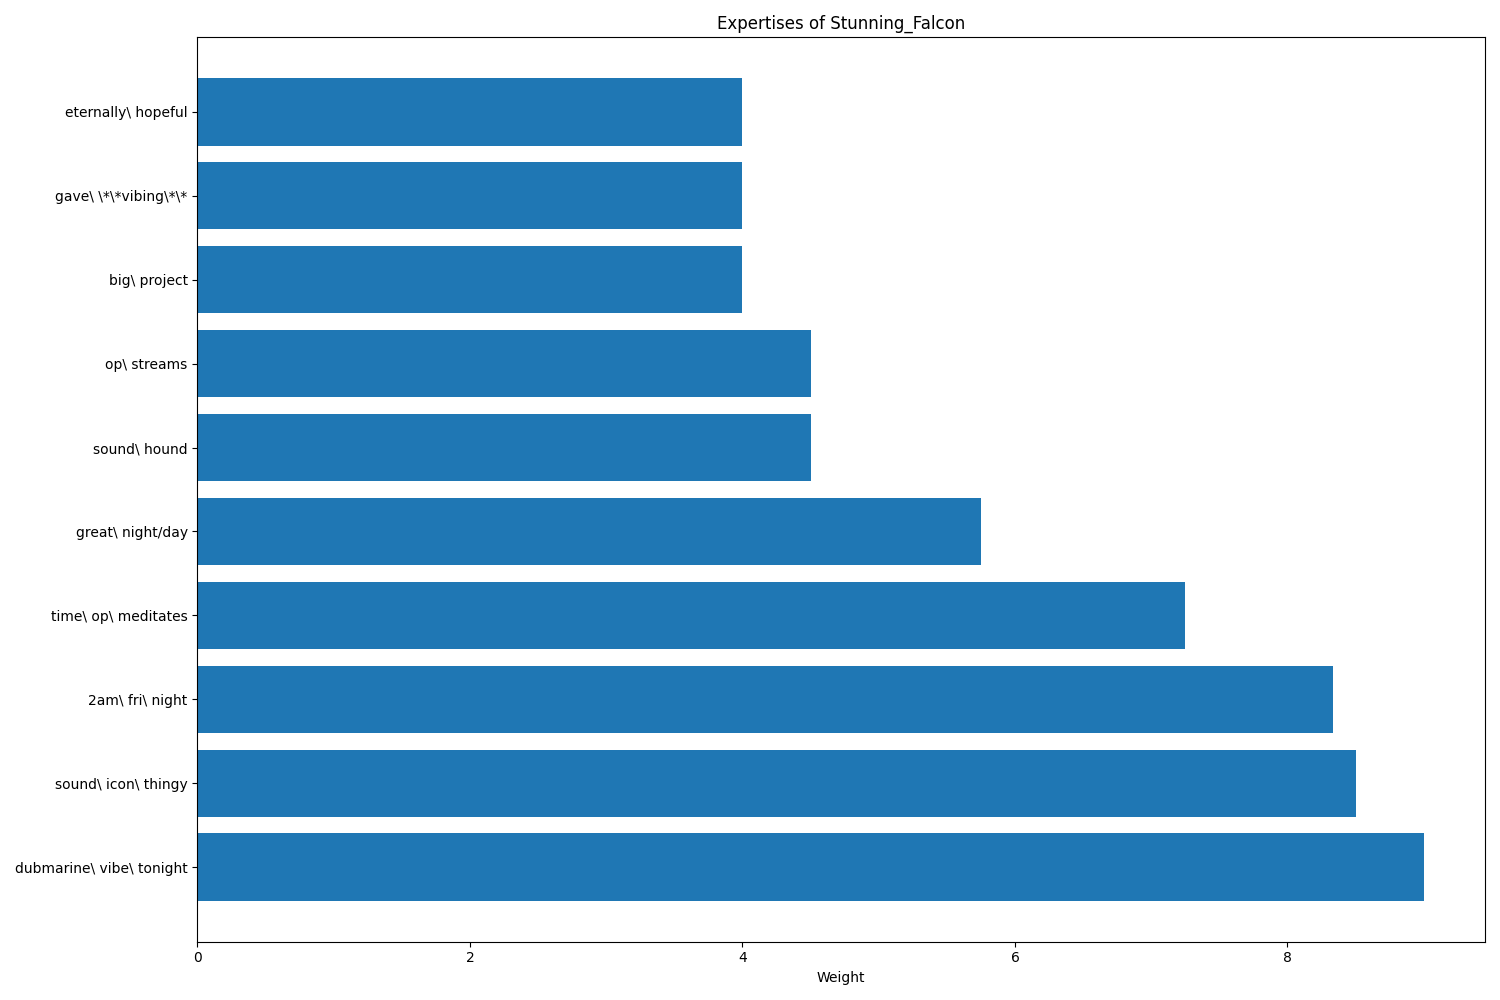 Expertises of Stunning_Falcon
eternally\ hopeful
gave\ \*\*vibing\*\*
big\ project
op\ streams
sound\ hound
great\ night/day
time\ op\ meditates
2am\ fri\ night
sound\ icon\ thingy
dubmarine\ vibe\ tonight
0 2 4 6 8
Weight